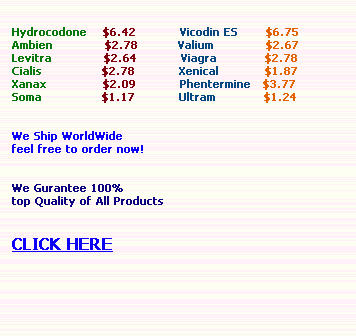 Hydrocodone $6.42 Vicodin ES $6.75
Ambien $2.78 Valium $2.67
Levitra $2.64 Viagra $2.78
Cialis $2.78 Xenical $1.87
Xanax $2.09 Phentermine $3.77
Soma $1.17 Ultram $1.24
We Ship WorldWide
feel free to order now!
We Gurantee 100%
top Quality of All Products
CLICK HERE